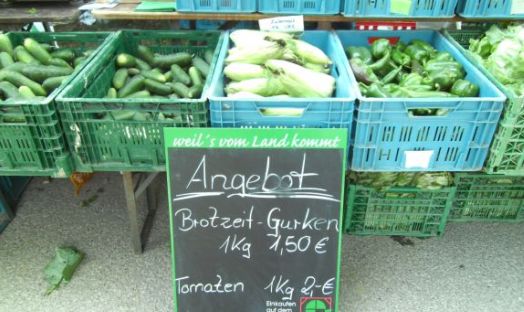 weil's vom Land kommt
Angebot
Brotzeit-Gurken
1Kg 1,50 €
Tomaten 1Kg 2,-€
Einkaufen
auf dem